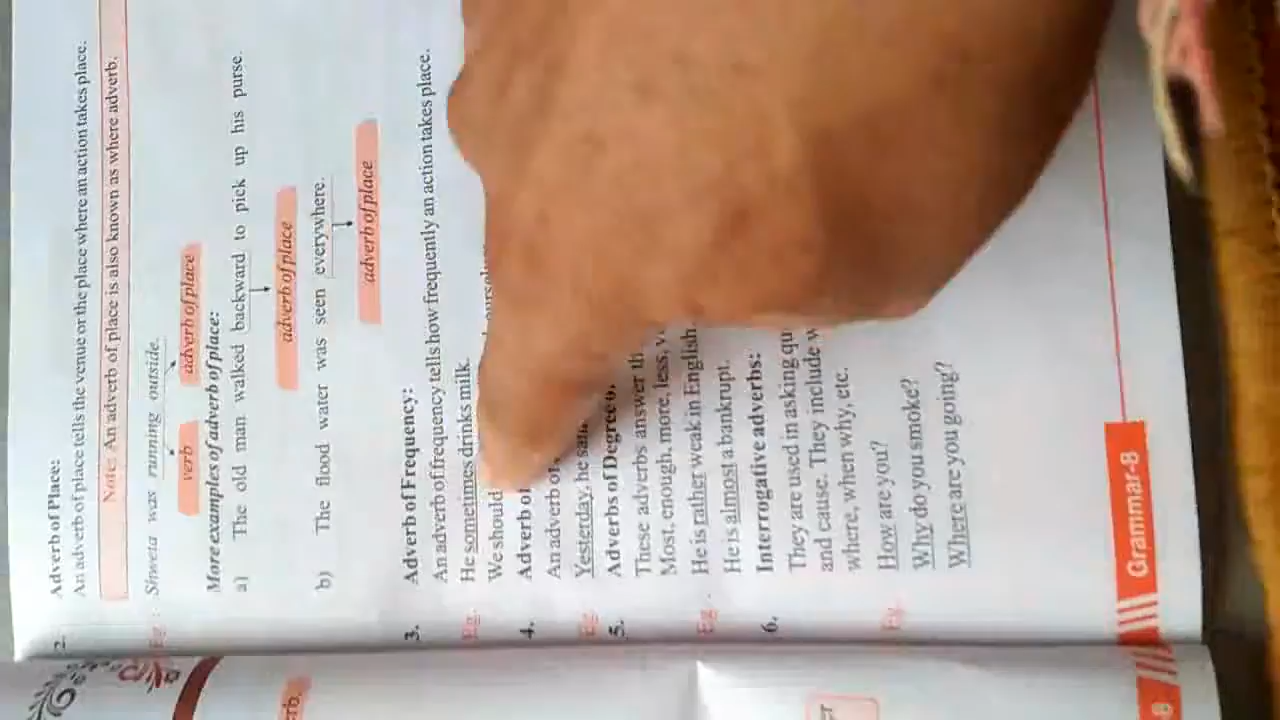 2. Adverb of Place:
An adverb of place tells the venue or the place where an action takes place.
Note: An adverb of place is also known as where adverb.
Eg : Shweta was running outside.
verb adverb of place
More examples of adverb of place:
a) The old man walked backward to pick up his purse.
adverb of place
b) The flood water was seen everywhere.
adverb of place
3. Adverb of Frequency:
An adverb of frequency tells how frequently an action takes place.
Eg. He sometimes drinks milk.
We should
4. Adverb of
An adverb of
Eg Yesterday, he
5. Adverbs of
These adverbs answer
Most, enough, more, less,
Eg. He is rather weak in English.
He is almost a bankrupt.
6. Interrogative adverbs:
They are used in asking
and cause. They include
where, when why, etc.
Eg. How are you?
Why do you smoke?
Where are you going?
Grammar-8
rb.
8
er